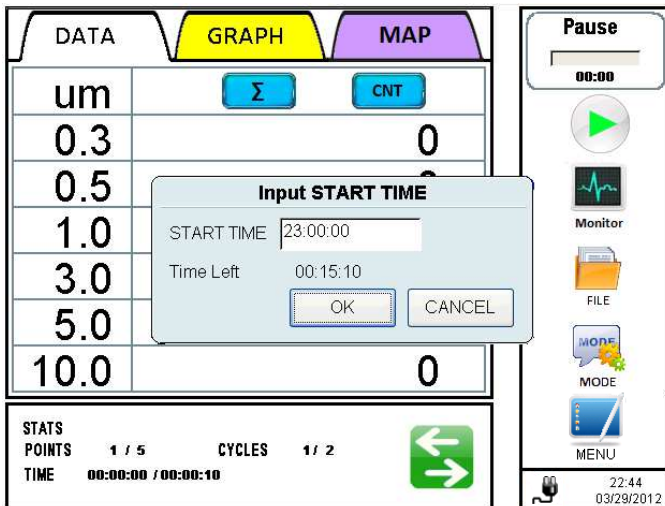 DATA GRAPH MAP
um Σ CNT
0.3 0
0.5
1.0
3.0
5.0
10.0 0
Input START TIME
START TIME 23:00:00
Time Left 00:15:10
OK CANCEL
STATS
POINTS 1 / 5 CYCLES 1/ 2
TIME 00:00:00 / 00:00:10
Pause
00:00
Monitor
FILE
MODE
MODE
MENU
22:44
03/29/2012